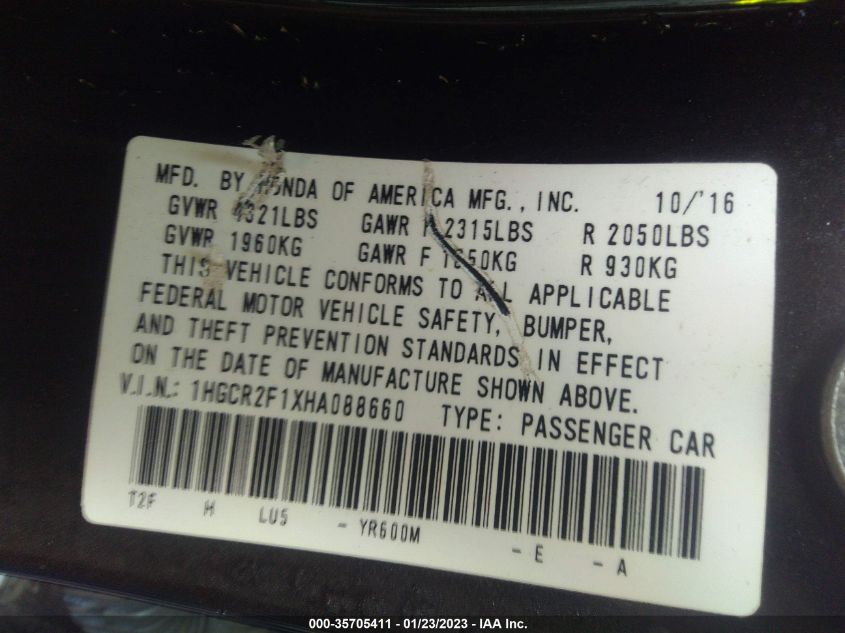 MFD. BY HONDA OF AMERICA MFG., INC. 10/'16
GVWR 4321LBS GAWR F 2315LBS R 2050LBS
GVWR 1960KG GAWR F 1050KG R 930KG
THIS VEHICLE CONFORMS TO ALL APPLICABLE
FEDERAL MOTOR VEHICLE SAFETY, BUMPER,
AND THEFT PREVENTION STANDARDS IN EFFECT
ON THE DATE OF MANUFACTURE SHOWN ABOVE.
V.I.N.: 1HGCR2F1XHA088660 TYPE: PASSENGER CAR
T2F H LU5 - YR600M - E - A
000-35705411 - 01/23/2023 - IAA Inc.